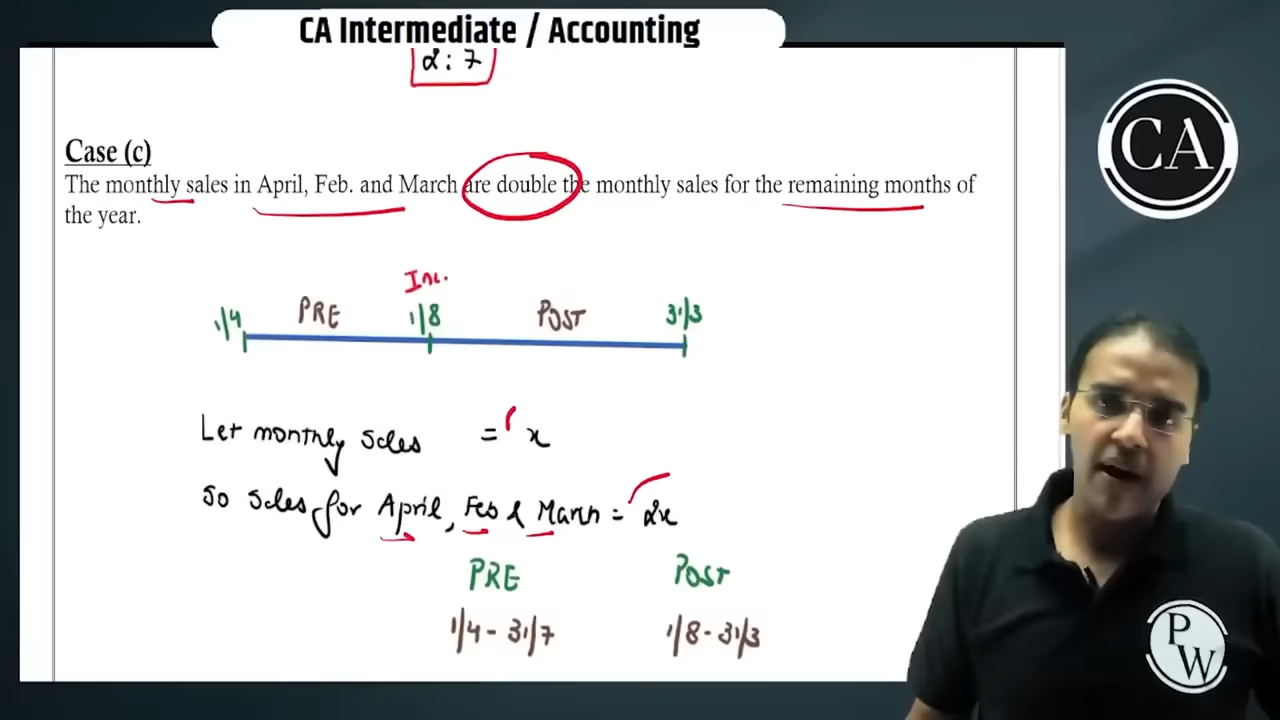 CA Intermediate / Accounting
2:7
CA
Case (c)
The monthly sales in April, Feb. and March are double the monthly sales for the remaining months of
the year.
Inc.
1/4 PRE 1/8 POST 31/3
Let monthly sales = x
So sales for April, Feb & March = 2x
PRE POST
1/4 - 31/7 1/8 - 31/3
P
W